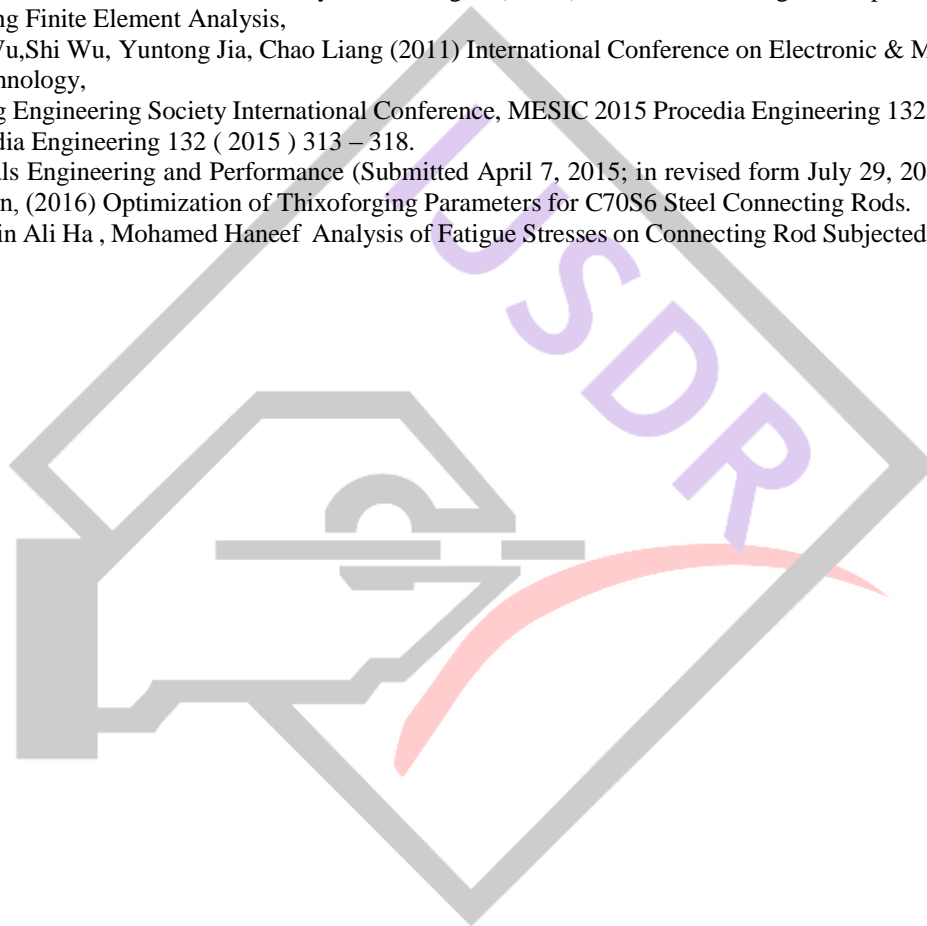 ng Finite Element Analysis,
Wu,Shi Wu, Yuntong Jia, Chao Liang (2011) International Conference on Electronic & M
hnology,
g Engineering Society International Conference, MESIC 2015 Procedia Engineering 132
dia Engineering 132 ( 2015 ) 313 – 318.
ls Engineering and Performance (Submitted April 7, 2015; in revised form July 29, 20
n, (2016) Optimization of Thixoforging Parameters for C70S6 Steel Connecting Rods.
in Ali Ha , Mohamed Haneef Analysis of Fatigue Stresses on Connecting Rod Subjected
IJSDR